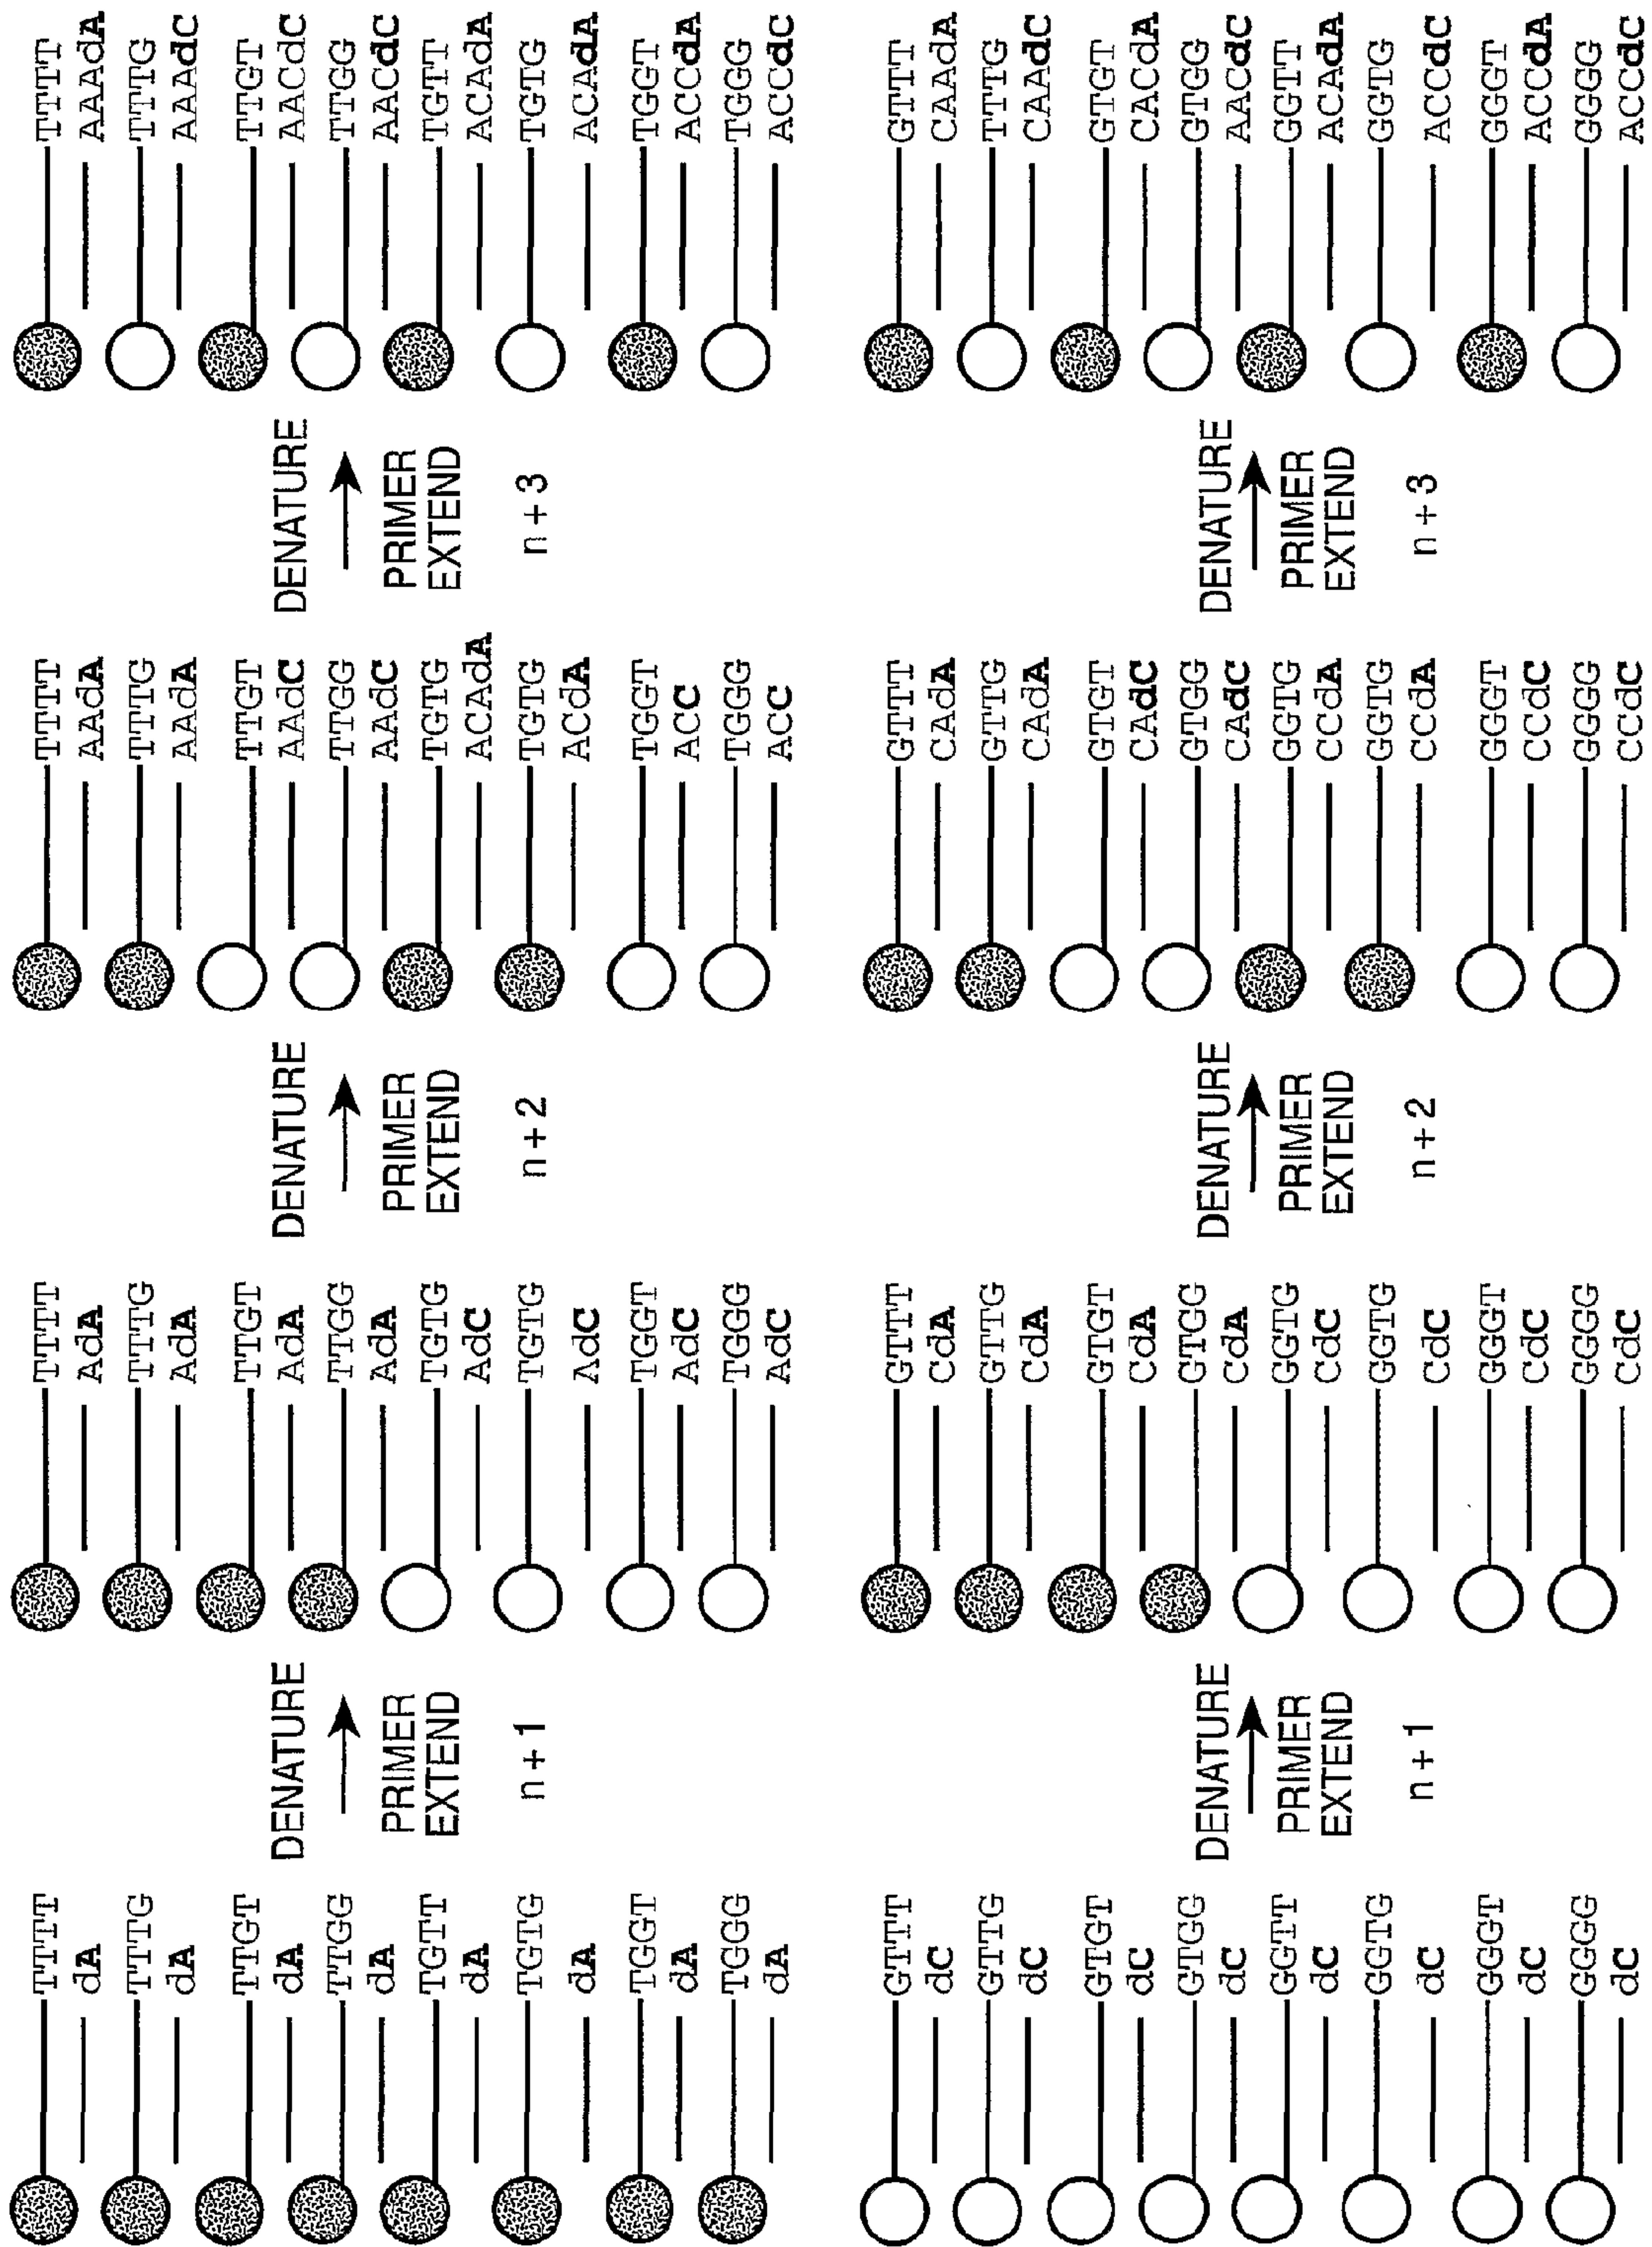 TTTT
dA
TTTG
dA
TTGT
dA
TTGG
dA
TGTT
dA
TGTG
dA
TGGT
dA
TGGG
dA
DENATURE
PRIMER
EXTEND
n + 1
TTTT
AdA
TTTG
AdA
TTGT
AdA
TTGG
AdA
TGTG
AdC
TGTG
AdC
TGGT
AdC
TGGG
AdC
DENATURE
PRIMER
EXTEND
n + 2
TTTT
AAdA
TTTG
AAdA
TTGT
AAdC
TTGG
AAdC
TGTG
ACAdA
TGTG
ACdA
TGGT
ACC
TGGG
ACC
DENATURE
PRIMER
EXTEND
n + 3
TTTT
AAAdA
TTTG
AAAdC
TTGT
AACdC
TTGG
AACdC
TGTT
ACAdA
TGTG
ACAdA
TGGT
ACCdA
TGGG
ACCdC
GTTT
dC
GTTG
dC
GTGT
dC
GTGG
dC
GGTT
dC
GGTG
dC
GGGT
dC
GGGG
dC
DENATURE
PRIMER
EXTEND
n + 1
GTTT
CdA
GTTG
CdA
GTGT
CdA
GTGG
CdA
GGTG
CdC
GGTG
CdC
GGGT
CdC
GGGG
CdC
DENATURE
PRIMER
EXTEND
n + 2
GTTT
CAdA
GTTG
CAdA
GTGT
CAdC
GTGG
CAdC
GGTG
CCdA
GGTG
CCdA
GGGT
CCdC
GGGG
CCdC
DENATURE
PRIMER
EXTEND
n + 3
GTTT
CAAdA
TTTG
CAAdC
GTGT
CACdA
GTGG
AACdC
GGTT
ACAdA
GGTG
ACCdC
GGGT
ACCdA
GGGG
ACCdC